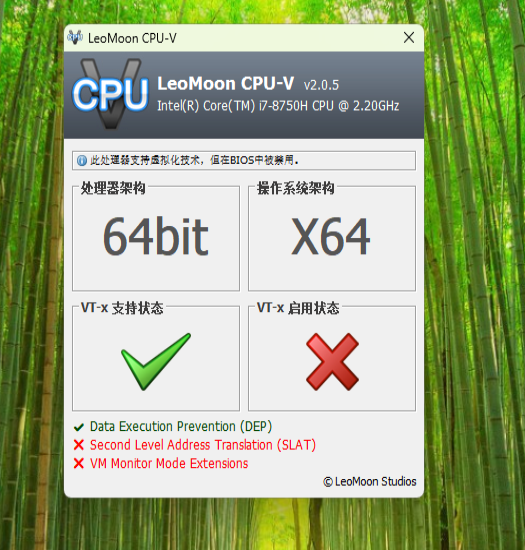 LeoMoon CPU-V
CPU
LeoMoon CPU-V v2.0.5
Intel(R) Core(TM) i7-8750H CPU @ 2.20GHz
此处理器支持虚拟化技术，但在BIOS中被禁用。
处理器架构
操作系统架构
64bit
X64
VT-x 支持状态
VT-x 启用状态
Data Execution Prevention (DEP)
Second Level Address Translation (SLAT)
VM Monitor Mode Extensions
© LeoMoon Studios